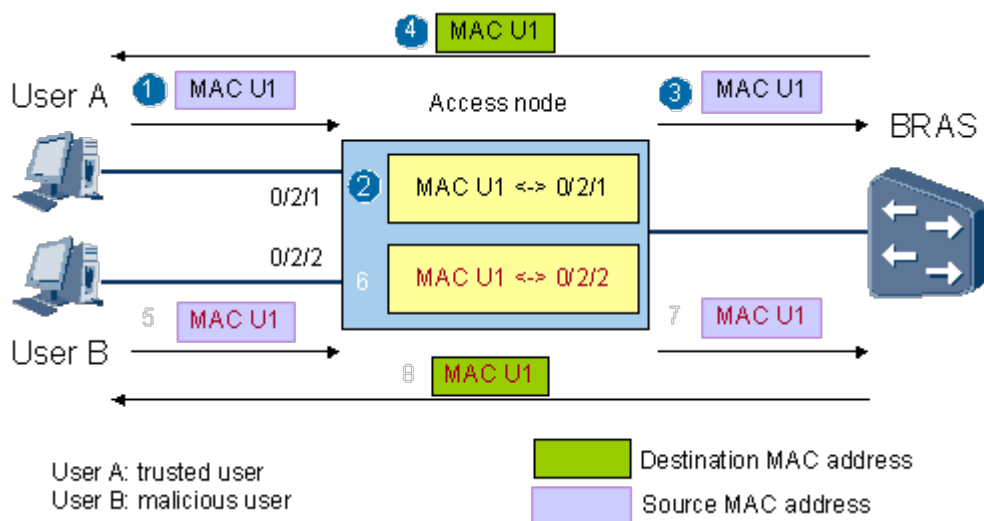 4 MAC U1
User A
1 MAC U1
Access node
3 MAC U1
BRAS
0/2/1
2 MAC U1 <-> 0/2/1
0/2/2
6 MAC U1 <-> 0/2/2
5 MAC U1
7 MAC U1
User B
8 MAC U1
User A: trusted user
User B: malicious user
Destination MAC address
Source MAC address